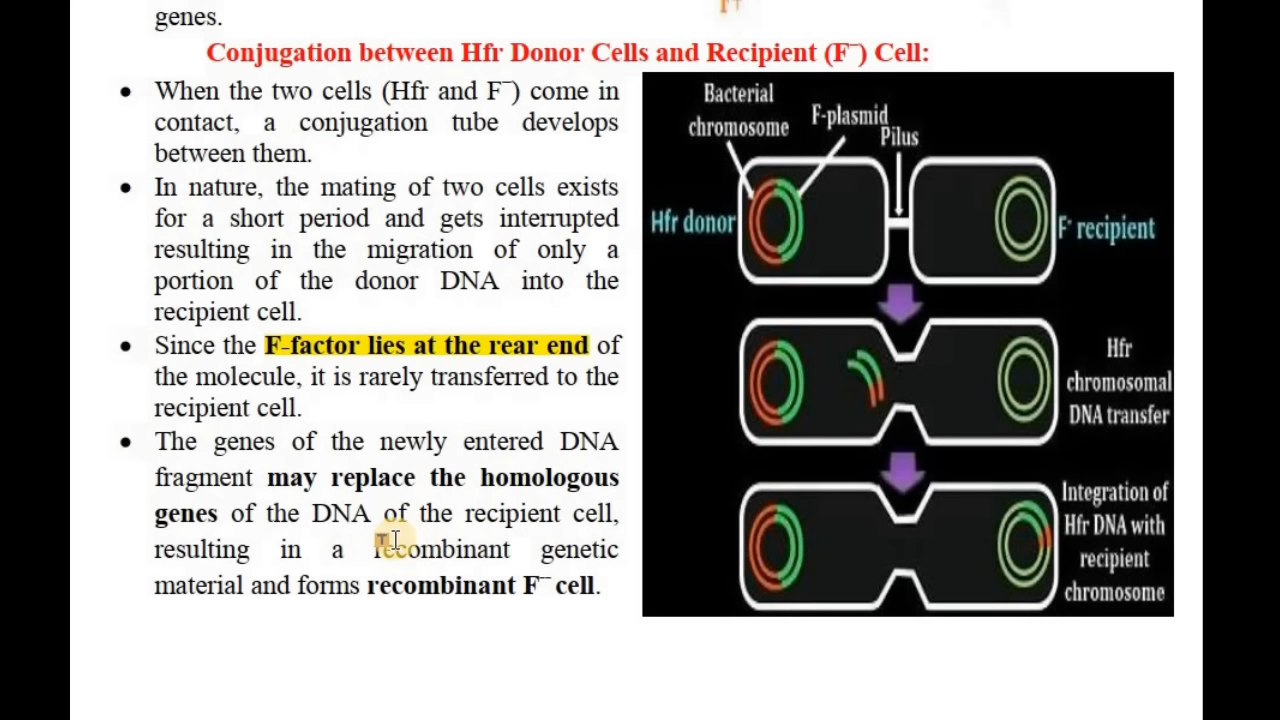 genes.
F+
Conjugation between Hfr Donor Cells and Recipient (F⁻) Cell:
• When the two cells (Hfr and F⁻) come in
contact, a conjugation tube develops
between them.
• In nature, the mating of two cells exists
for a short period and gets interrupted
resulting in the migration of only a
portion of the donor DNA into the
recipient cell.
• Since the F-factor lies at the rear end of
the molecule, it is rarely transferred to the
recipient cell.
• The genes of the newly entered DNA
fragment may replace the homologous
genes of the DNA of the recipient cell,
resulting in a recombinant genetic
material and forms recombinant F⁻ cell.
Bacterial
chromosome
F-plasmid
Pilus
Hfr donor
F⁻ recipient
Hfr
chromosomal
DNA transfer
Integration of
Hfr DNA with
recipient
chromosome